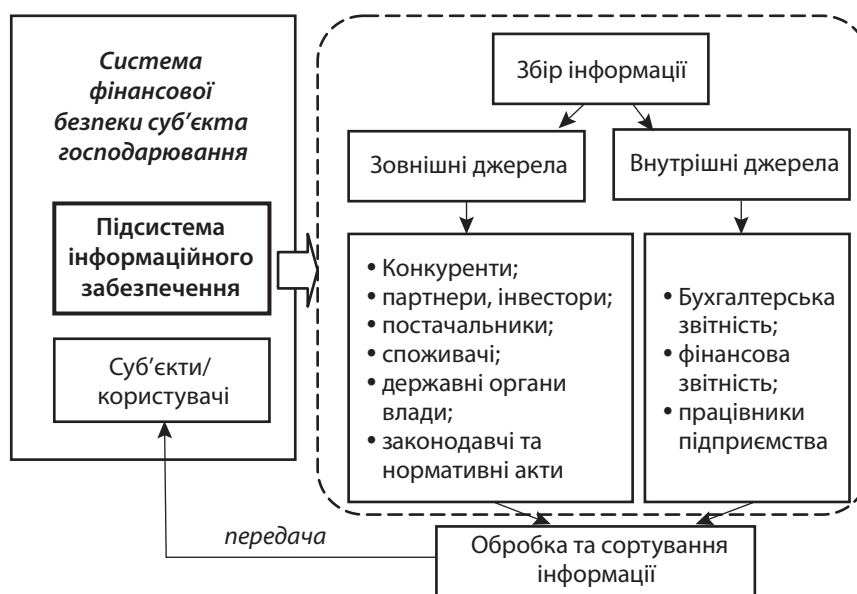 Система
фінансової
безпеки суб’єкта
господарювання
Підсистема
інформаційного
забезпечення
Суб’єкти/
користувачі
Збір інформації
Зовнішні джерела
Внутрішні джерела
• Конкуренти;
• партнери, інвестори;
• постачальники;
• споживачі;
• державні органи
влади;
• законодавчі та
нормативні акти
• Бухгалтерська
звітність;
• фінансова
звітність;
• працівники
підприємства
передача
Обробка та сортування
інформації